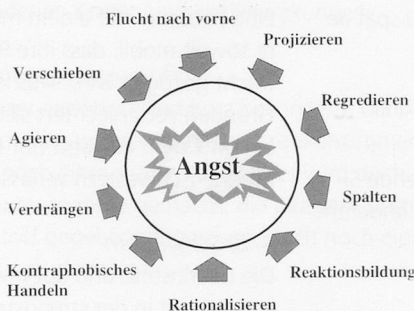 Flucht nach vorne
Projizieren
Verschieben
Regredieren
Agieren
Angst
Spalten
Verdrängen
Reaktionsbildung
Kontraphobisches
Handeln
Rationalisieren